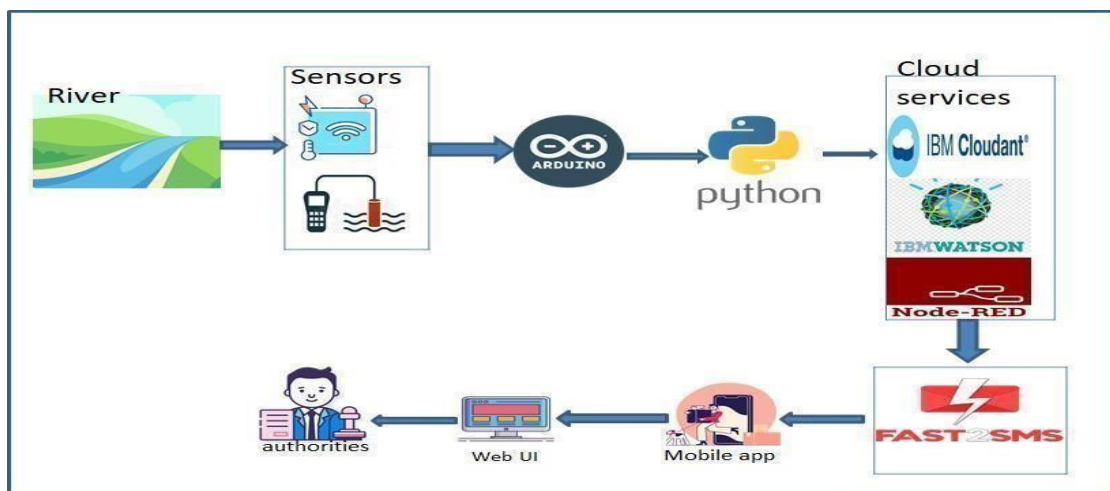 River
Sensors
ARDUINO
python
Cloud
services
IBM Cloudant®
IBMWATSON
Node-RED
FAST2SMS
Mobile app
Web UI
authorities